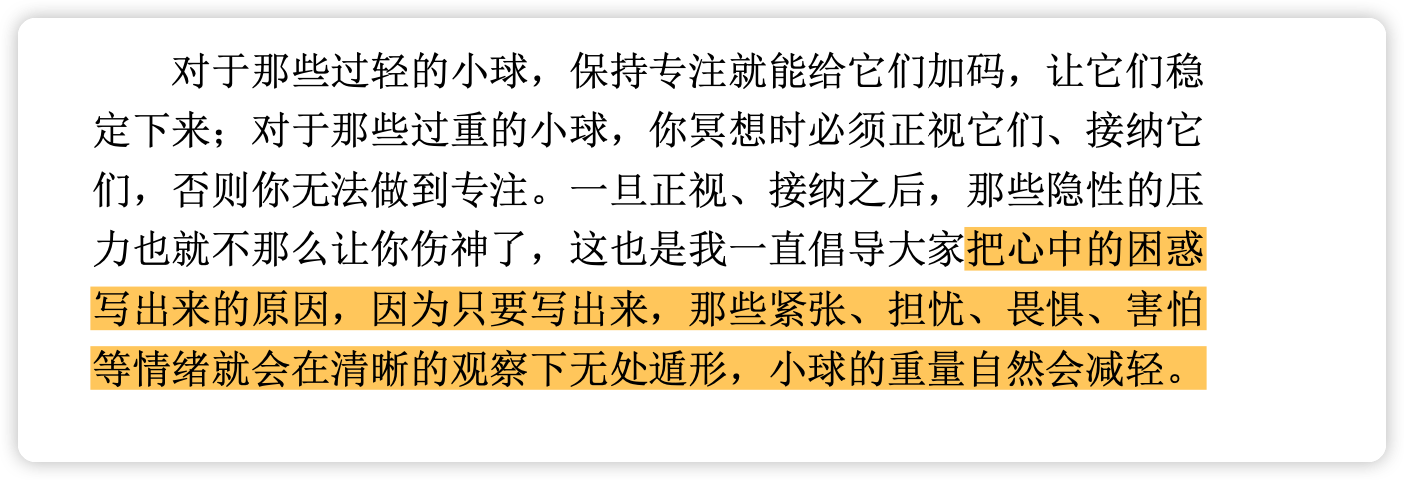 对于那些过轻的小球，保持专注就能给它们加码，让它们稳
定下来；对于那些过重的小球，你冥想时必须正视它们、接纳它
们，否则你无法做到专注。一旦正视、接纳之后，那些隐性的压
力也就不那么让你伤神了，这也是我一直倡导大家把心中的困惑
写出来的原因，因为只要写出来，那些紧张、担忧、畏惧、害怕
等情绪就会在清晰的观察下无处遁形，小球的重量自然会减轻。